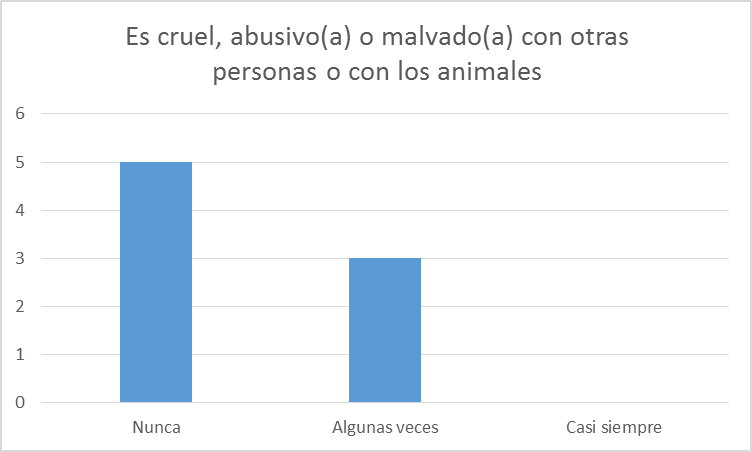 Es cruel, abusivo(a) o malvado(a) con otras
personas o con los animales
6
5
4
3
2
1
0
Nunca
Algunas veces
Casi siempre